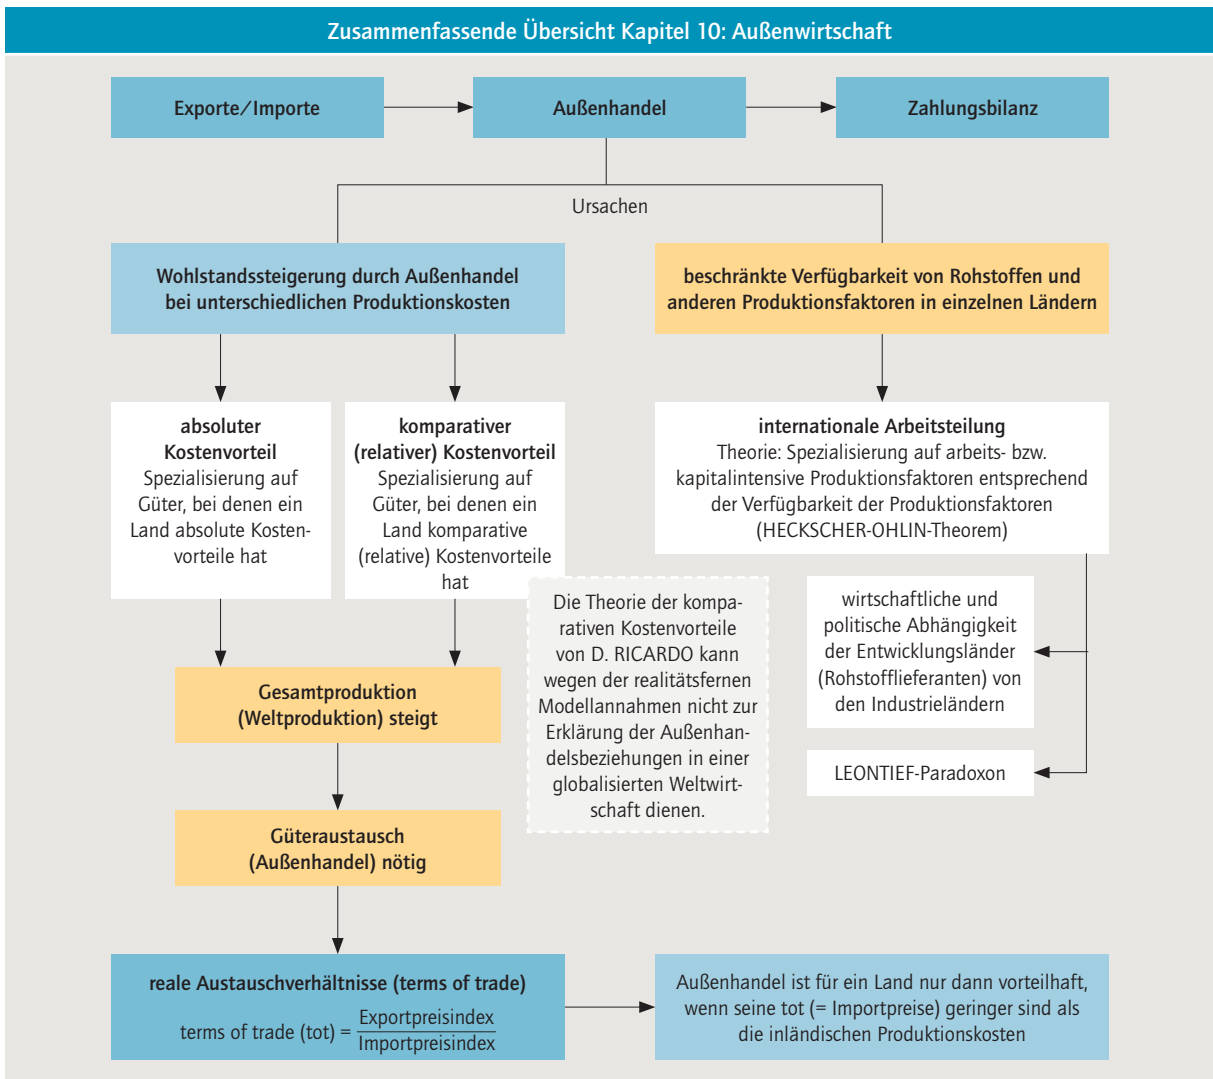 Zusammenfassende Übersicht Kapitel 10: Außenwirtschaft
Exporte/Importe
Außenhandel
Zahlungsbilanz
Ursachen
Wohlstandssteigerung durch Außenhandel
bei unterschiedlichen Produktionskosten
beschränkte Verfügbarkeit von Rohstoffen und
anderen Produktionsfaktoren in einzelnen Ländern
absoluter
Kostenvorteil
Spezialisierung auf
Güter, bei denen ein
Land absolute Kosten-
vorteile hat
komparativer
(relativer) Kostenvorteil
Spezialisierung auf
Güter, bei denen ein
Land komparative
(relative) Kostenvorteile
hat
internationale Arbeitsteilung
Theorie: Spezialisierung auf arbeits- bzw.
kapitalintensive Produktionsfaktoren entsprechend
der Verfügbarkeit der Produktionsfaktoren
(HECKSCHER-OHLIN-Theorem)
Die Theorie der kompa-
rativen Kostenvorteile
von D. RICARDO kann
wegen der realitätsfernen
Modellannahmen nicht zur
Erklärung der Außenhan-
delsbeziehungen in einer
globalisierten Weltwirt-
schaft dienen.
wirtschaftliche und
politische Abhängigkeit
der Entwicklungsländer
(Rohstofflieferanten) von
den Industrieländern
LEONTIEF-Paradoxon
Gesamtproduktion
(Weltproduktion) steigt
Güteraustausch
(Außenhandel) nötig
reale Austauschverhältnisse (terms of trade)
terms of trade (tot) = Exportpreisindex
Importpreisindex
Außenhandel ist für ein Land nur dann vorteilhaft,
wenn seine tot (= Importpreise) geringer sind als
die inländischen Produktionskosten